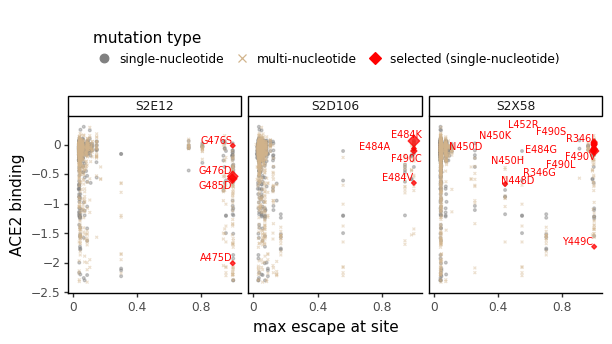 mutation type
single-nucleotide multi-nucleotide selected (single-nucleotide)
S2E12 S2D106 S2X58
ACE2 binding
0
−0.5
−1
−1.5
−2
−2.5
G476S
G476D
G485D
A475D
E484K
E484A
F490C
E484V
L452R
F490S
N450K
R346I
N450D
E484G
F490V
N450H
F490L
R346G
N448D
Y449C
0 0.4 0.8 0 0.4 0.8 0 0.4 0.8
max escape at site